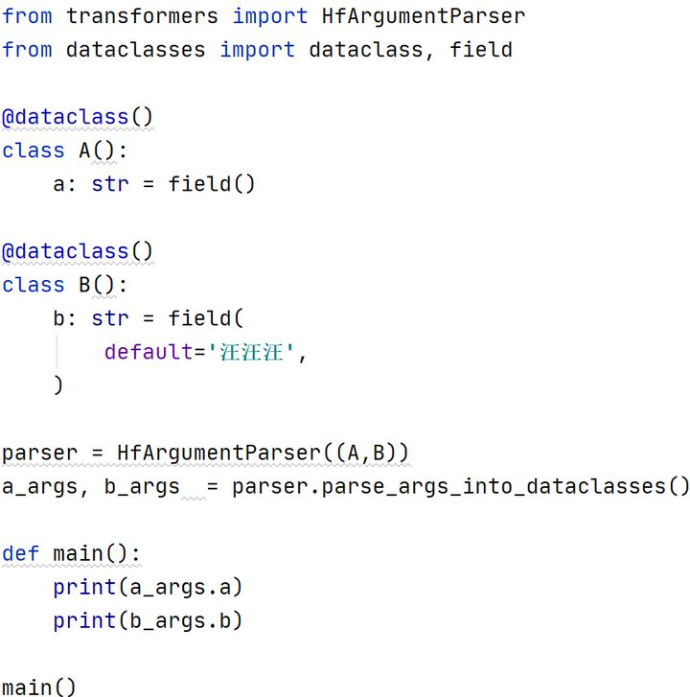 from transformers import HfArgumentParser
from dataclasses import dataclass, field
@dataclass()
class A():
    a: str = field()
@dataclass()
class B():
    b: str = field(
        default='汪汪汪',
    )
parser = HfArgumentParser((A,B))
a_args, b_args  = parser.parse_args_into_dataclasses()
def main():
    print(a_args.a)
    print(b_args.b)
main()